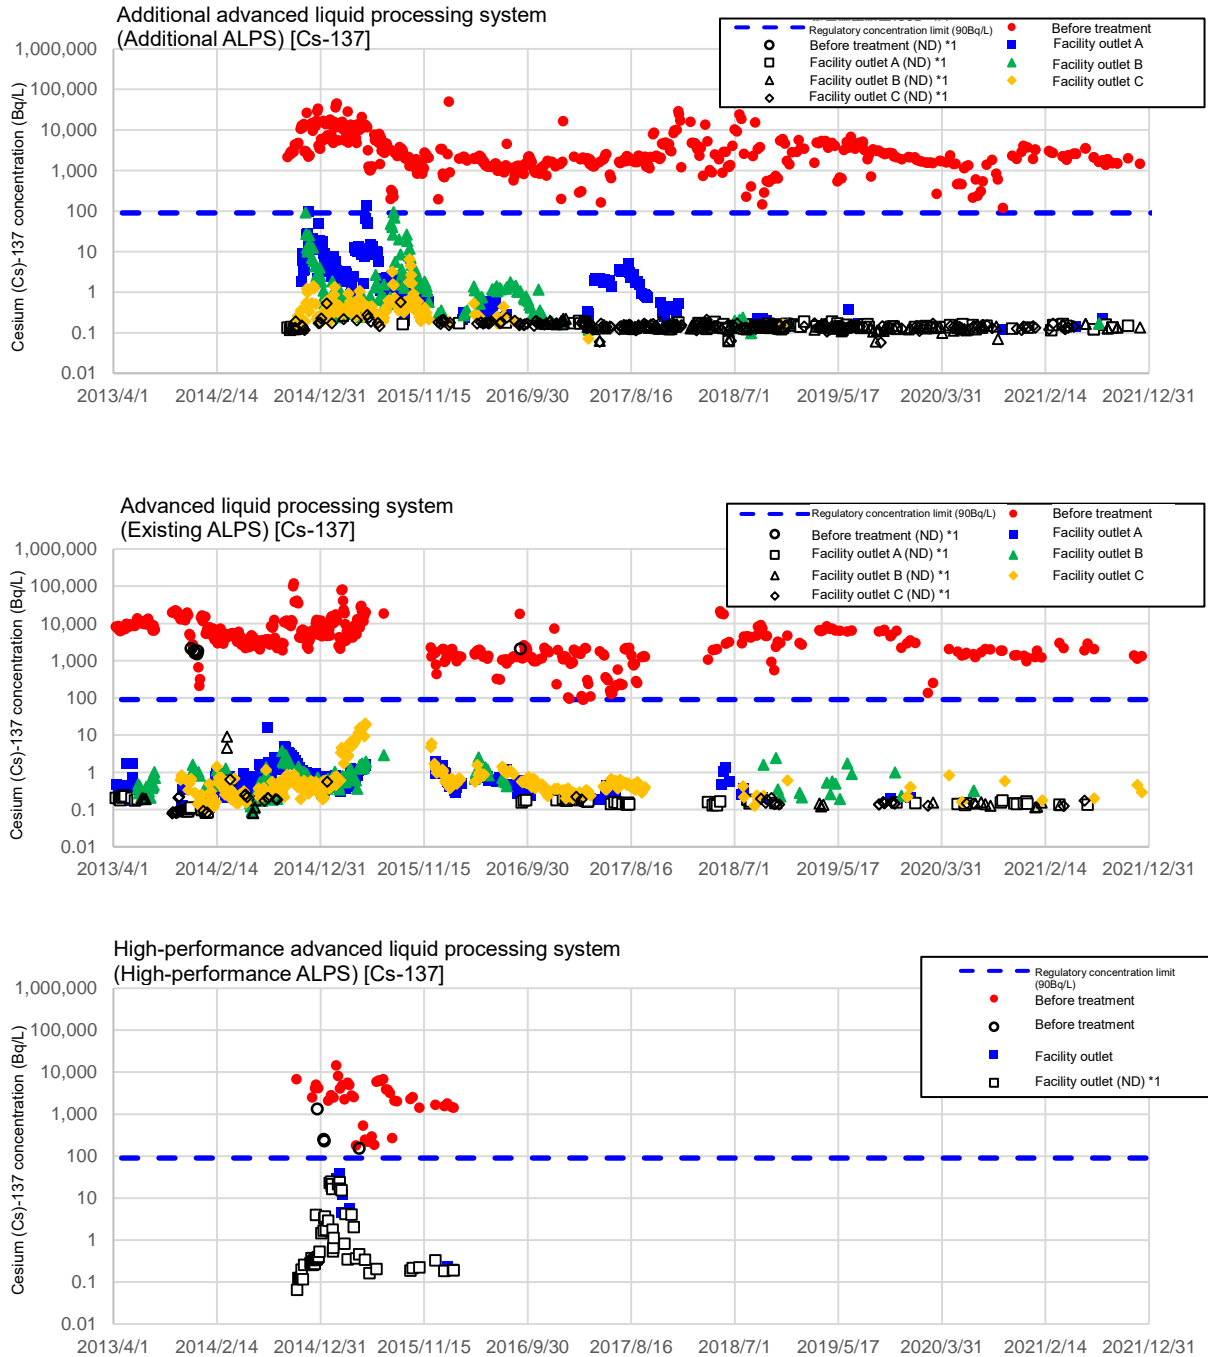 Additional advanced liquid processing system
(Additional ALPS) [Cs-137]
Regulatory concentration limit (90Bq/L)
Before treatment
Before treatment (ND) *1
Facility outlet A
Facility outlet A (ND) *1
Facility outlet B
Facility outlet B (ND) *1
Facility outlet C
Facility outlet C (ND) *1
Cesium (Cs)-137 concentration (Bq/L)
1,000,000
100,000
10,000
1,000
100
10
1
0.1
0.01
2013/4/1
2014/2/14
2014/12/31
2015/11/15
2016/9/30
2017/8/16
2018/7/1
2019/5/17
2020/3/31
2021/2/14
2021/12/31
Advanced liquid processing system
(Existing ALPS) [Cs-137]
Regulatory concentration limit (90Bq/L)
Before treatment
Before treatment (ND) *1
Facility outlet A
Facility outlet A (ND) *1
Facility outlet B
Facility outlet B (ND) *1
Facility outlet C
Facility outlet C (ND) *1
Cesium (Cs)-137 concentration (Bq/L)
1,000,000
100,000
10,000
1,000
100
10
1
0.1
0.01
2013/4/1
2014/2/14
2014/12/31
2015/11/15
2016/9/30
2017/8/16
2018/7/1
2019/5/17
2020/3/31
2021/2/14
2021/12/31
High-performance advanced liquid processing system
(High-performance ALPS) [Cs-137]
Regulatory concentration limit
(90Bq/L)
Before treatment
Before treatment
Facility outlet
Facility outlet (ND) *1
Cesium (Cs)-137 concentration (Bq/L)
1,000,000
100,000
10,000
1,000
100
10
1
0.1
0.01
2013/4/1
2014/2/14
2014/12/31
2015/11/15
2016/9/30
2017/8/16
2018/7/1
2019/5/17
2020/3/31
2021/2/14
2021/12/31